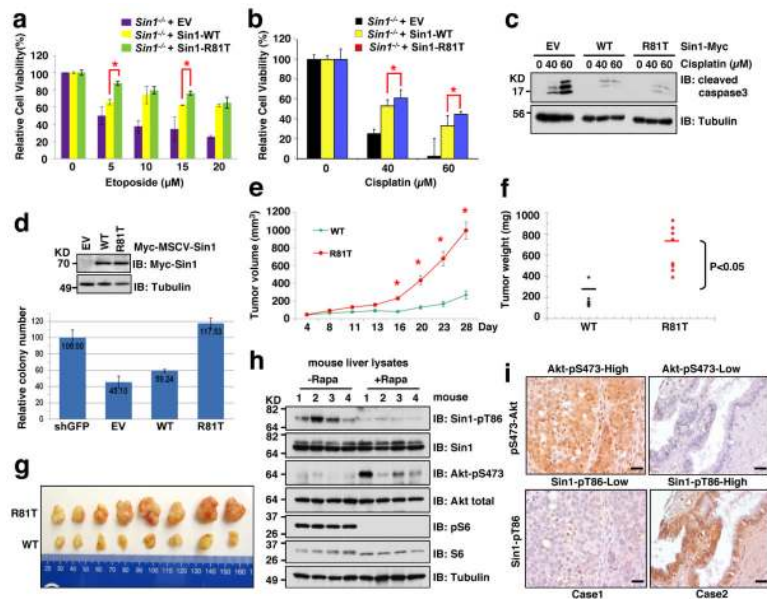 a
Sin1-/- + EV
Sin1-/- + Sin1-WT
Sin1-/- + Sin1-R81T
Relative Cell Viability(%)
120
100
80
60
40
20
0
0 5 10 15 20
Etoposide (µM)
b
Sin1-/- + EV
Sin1-/- + Sin1-WT
Sin1-/- + Sin1-R81T
Relative Cell Viability (%)
120
100
80
60
40
20
0
0 40 60
Cisplatin (µM)
c
EV WT R81T Sin1-Myc
0 40 60 0 40 60 0 40 60 Cisplatin (µM)
KD
17
56
IB: cleaved
caspase3
IB: Tubulin
d
EV WT R81T Myc-MSCV-Sin1
KD
70
49
IB: Myc-Sin1
IB: Tubulin
Relative colony number
120
100
80
60
40
20
0
100.00 117.53
shGFP EV WT R81T
e
Tumor volume (mm3)
1200
1000
800
600
400
200
0
WT
R81T
4 8 11 13 16 20 23 28 Day
f
Tumor weight (mg)
1000
800
600
400
200
0
P<0.05
WT R81T
g
R81T
WT
h
mouse liver lysates
-Rapa +Rapa
1 2 3 4 1 2 3 4 mouse
KD
82
64
IB: Sin1-pT86
82
64
IB: Sin1
64
IB: Akt-pS473
64
IB: Akt total
37
26
IB: pS6
37
26
IB: S6
49
IB: Tubulin
i
Akt-pS473-High Akt-pS473-Low
pS473-Akt
Sin1-pT86-Low Sin1-pT86-High
Sin1-pT86
Case1 Case2